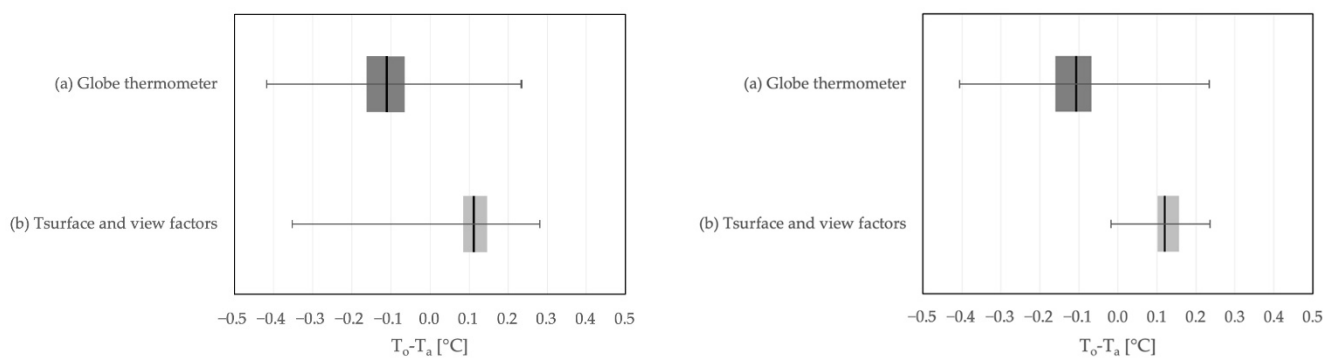 (a) Globe thermometer
(b) Tsurface and view factors
−0.5 −0.4 −0.3 −0.2 −0.1 0.0 0.1 0.2 0.3 0.4 0.5
To-Ta [°C]
(a) Globe thermometer
(b) Tsurface and view factors
−0.5 −0.4 −0.3 −0.2 −0.1 0.0 0.1 0.2 0.3 0.4 0.5
To-Ta [°C]